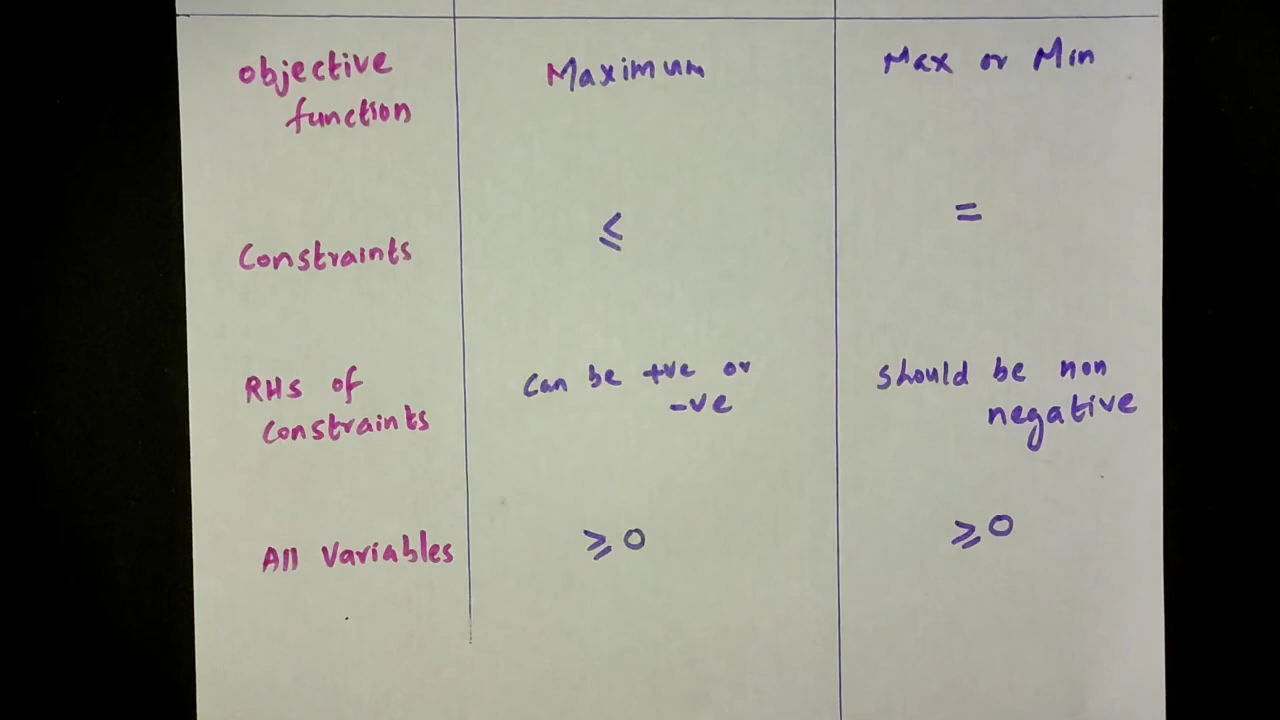 objective Maximum Max or Min
function
Constraints ≤ =
RHS of can be +ve or should be non
constraints -ve negative
All Variables ≥ 0 ≥ 0